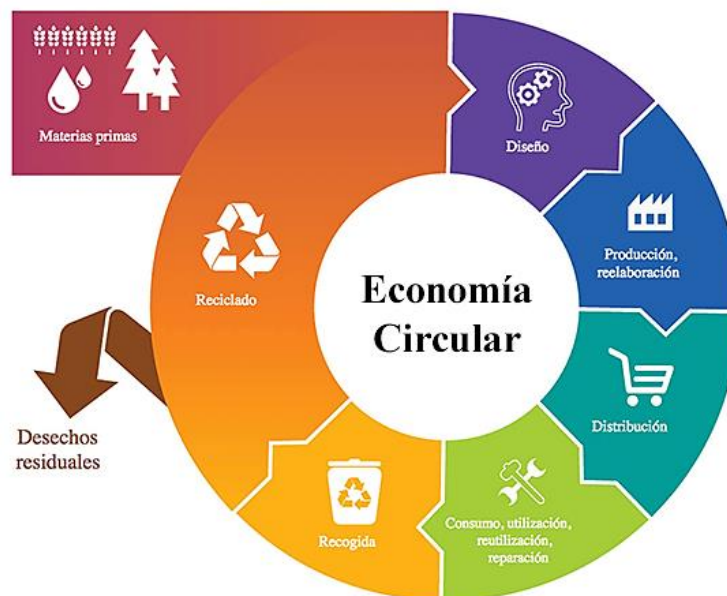 Materias primas
Diseño
Producción,
reelaboración
Distribución
Consumo, utilización,
reutilización,
reparación
Recogida
Reciclado
Desechos
residuales
Economía
Circular